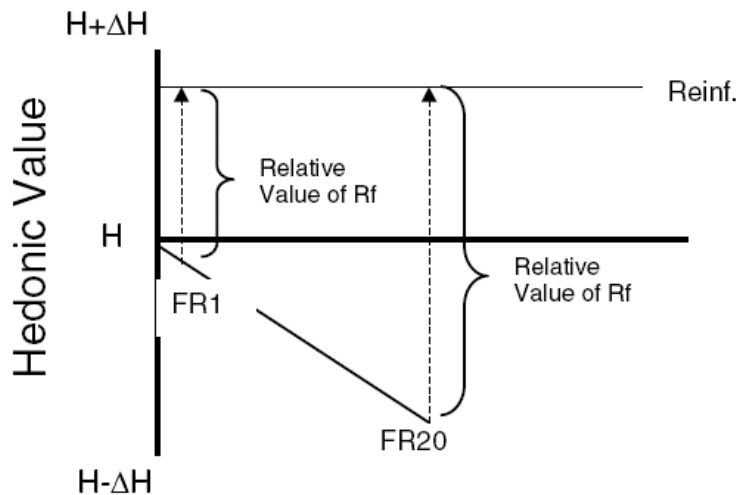 H+ΔH
Reinf.
Relative
Value of Rf
Hedonic Value
H
Relative
Value of Rf
FR1
FR20
H-ΔH